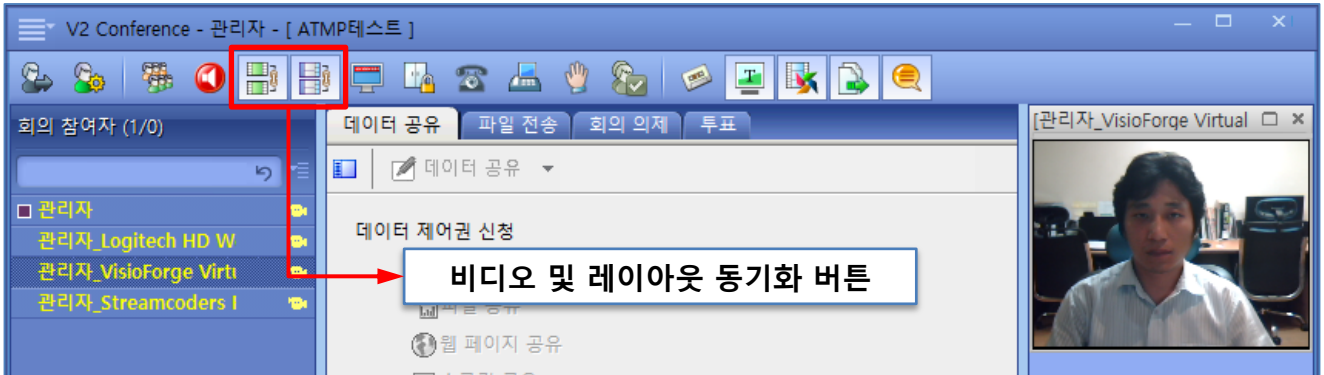 V2 Conference - 관리자 - [ ATMP테스트 ]
회의 참여자 (1/0)
데이터 공유 파일 전송 회의 의제 투표
[관리자_VisioForge Virtual
데이터 공유
관리자
관리자_Logitech HD W
관리자_VisioForge Virtu
관리자_Streamcoders I
데이터 제어권 신청
비디오 및 레이아웃 동기화 버튼
웹 페이지 공유